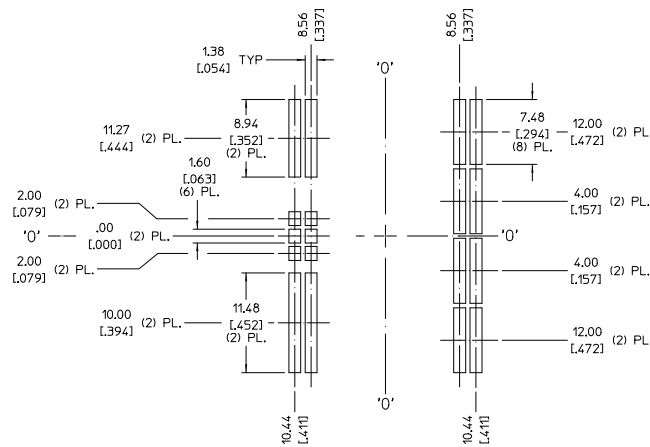 8.56
[.337]
8.56
[.337]
1.38
[.054]
TYP
'0'
11.27
[.444]
(2) PL.
8.94
[.352]
(2) PL.
7.48
[.294]
(8) PL.
12.00
[.472]
(2) PL
1.60
[.063]
(6) PL.
2.00
[.079]
(2) PL.
4.00
[.157]
(2) PL.
'0'
.00
[.000]
(2) PL.
'0'
2.00
[.079]
(2) PL.
4.00
[.157]
(2) PL.
10.00
[.394]
(2) PL.
11.48
[.452]
(2) PL.
12.00
[.472]
(2) PL.
'0'
10.44
[.411]
10.44
[.411]